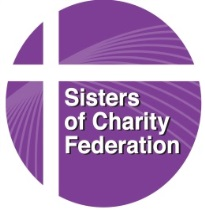 Sisters
of Charity
Federation